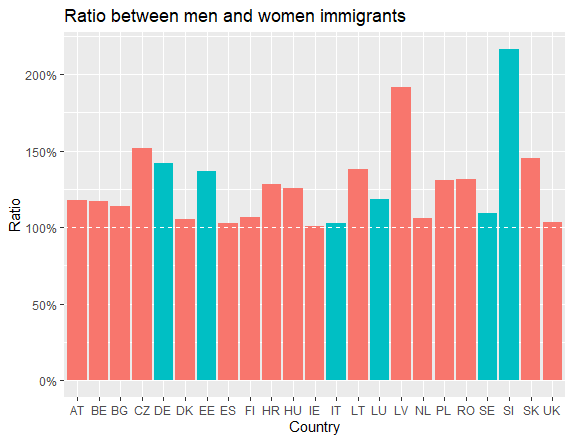 Ratio between men and women immigrants
200%
150%
100%
50%
0%
Ratio
AT BE BG CZ DE DK EE ES FI HR HU IE IT LT LU LV NL PL RO SE SI SK UK
Country